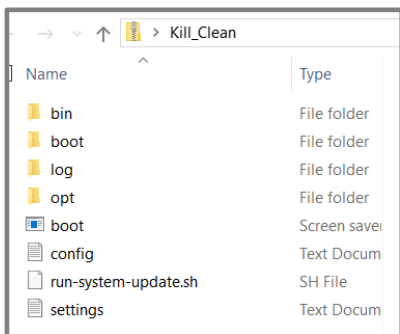 Kill_Clean
Name Type
bin File folder
boot File folder
log File folder
opt File folder
boot Screen saver
config Text Docum
run-system-update.sh SH File
settings Text Docum